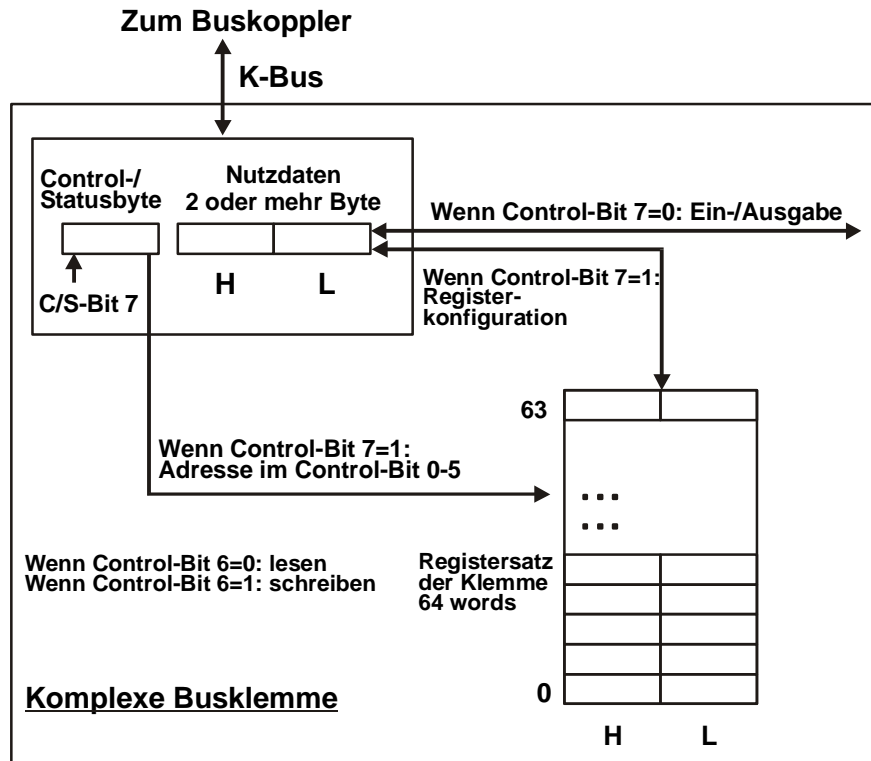 Zum Buskoppler
K-Bus
Control-/
Statusbyte
Nutzdaten
2 oder mehr Byte
Wenn Control-Bit 7=0: Ein-/Ausgabe
H
L
C/S-Bit 7
Wenn Control-Bit 7=1:
Register-
konfiguration
63
Wenn Control-Bit 7=1:
Adresse im Control-Bit 0-5
...
...
Wenn Control-Bit 6=0: lesen
Wenn Control-Bit 6=1: schreiben
Registersatz
der Klemme
64 words
Komplexe Busklemme
0
H
L